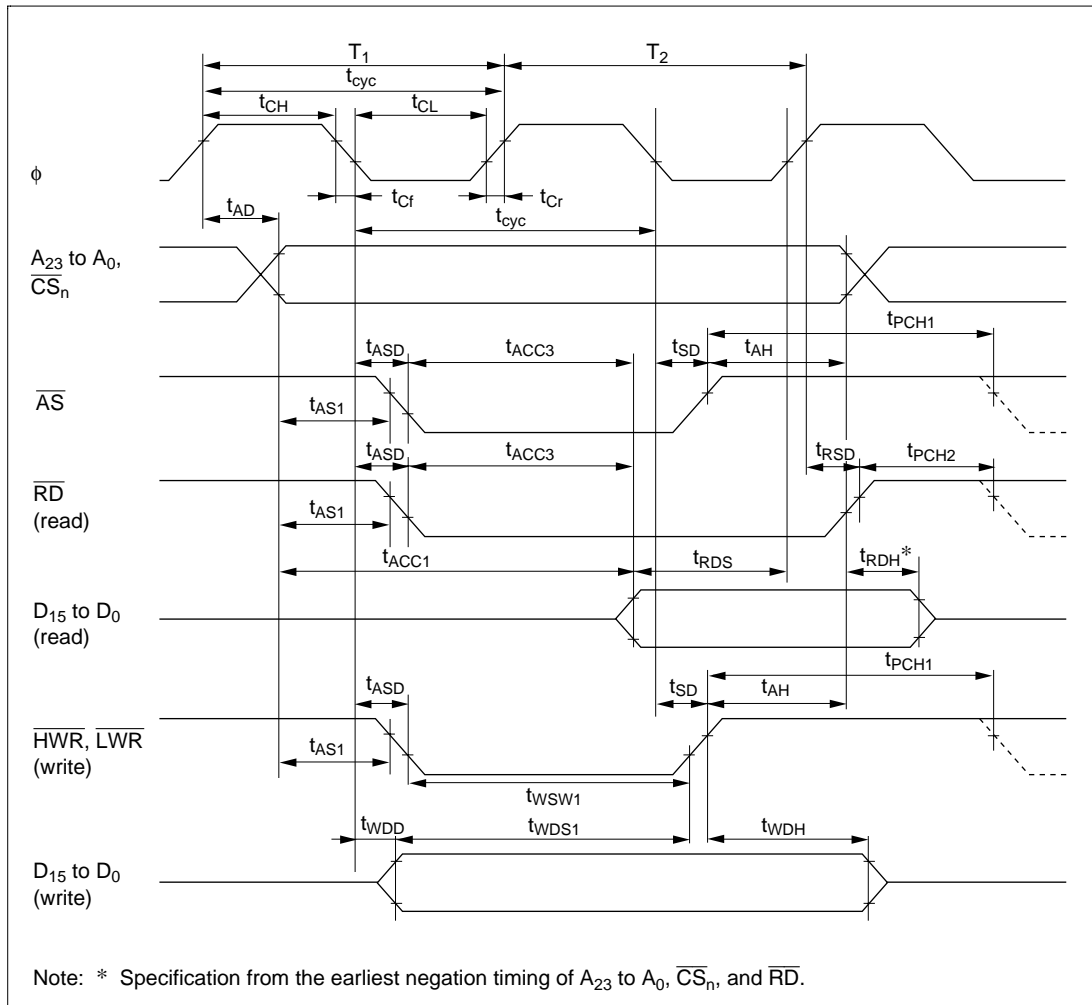 T1 T2
tcyc
tCH tCL
φ
tCf tCr
tAD tcyc
A23 to A0,
CSn
tPCH1
tASD tACC3 tSD tAH
AS
tAS1
tASD tACC3 tRSD tPCH2
RD
(read)
tAS1
tACC1 tRDS tRDH*
D15 to D0
(read)
tPCH1
tASD tSD tAH
HWR, LWR
(write)
tAS1
tWSW1
tWDD tWDS1 tWDH
D15 to D0
(write)
Note: * Specification from the earliest negation timing of A23 to A0, CSn, and RD.